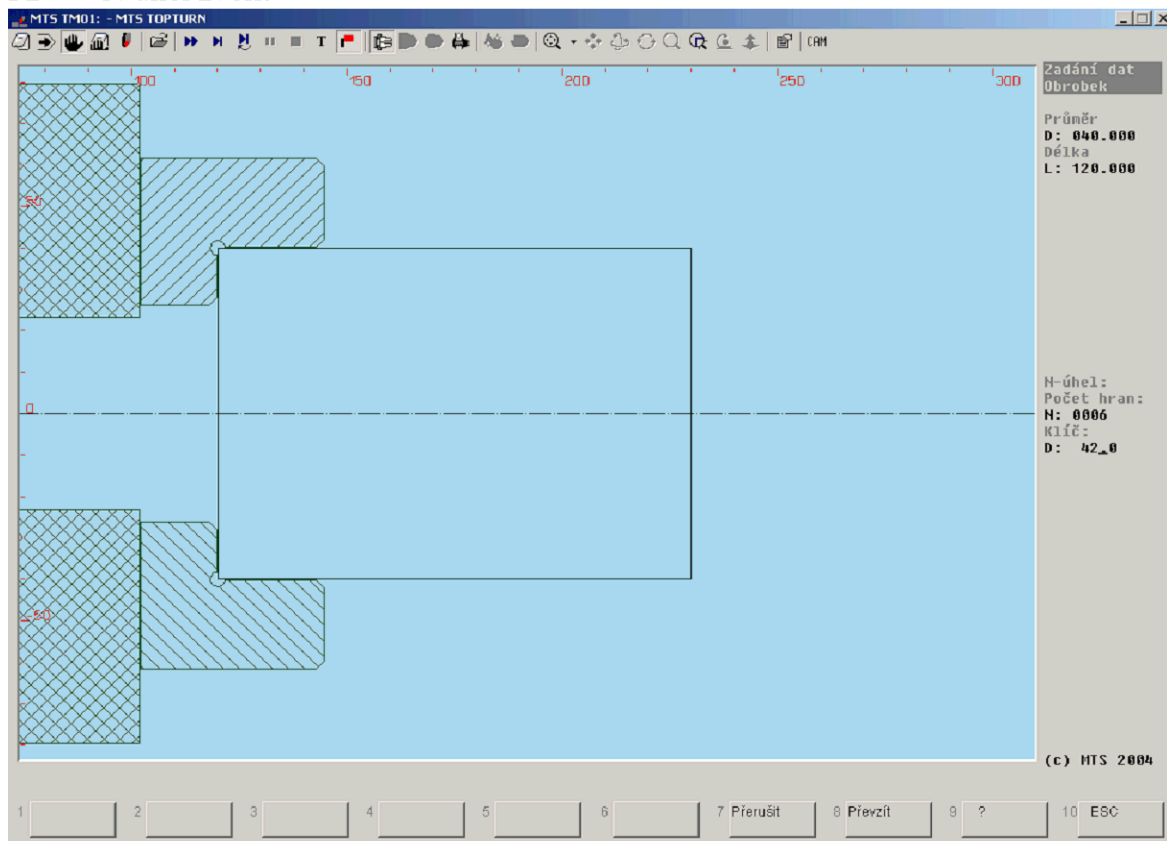 MTS TM01: - MTS TOPTURN
T
CAM
100 150 200 250 300
50
0
-50
Zadání dat
Obrobek
Průměr
D: 040.000
Délka
L: 120.000
N-úhel:
Počet hran:
N: 0006
Klíč:
D: 42_0
(c) MTS 2004
1 2 3 4 5 6 7 Přerušit 8 Převzít 9 ? 10 ESC